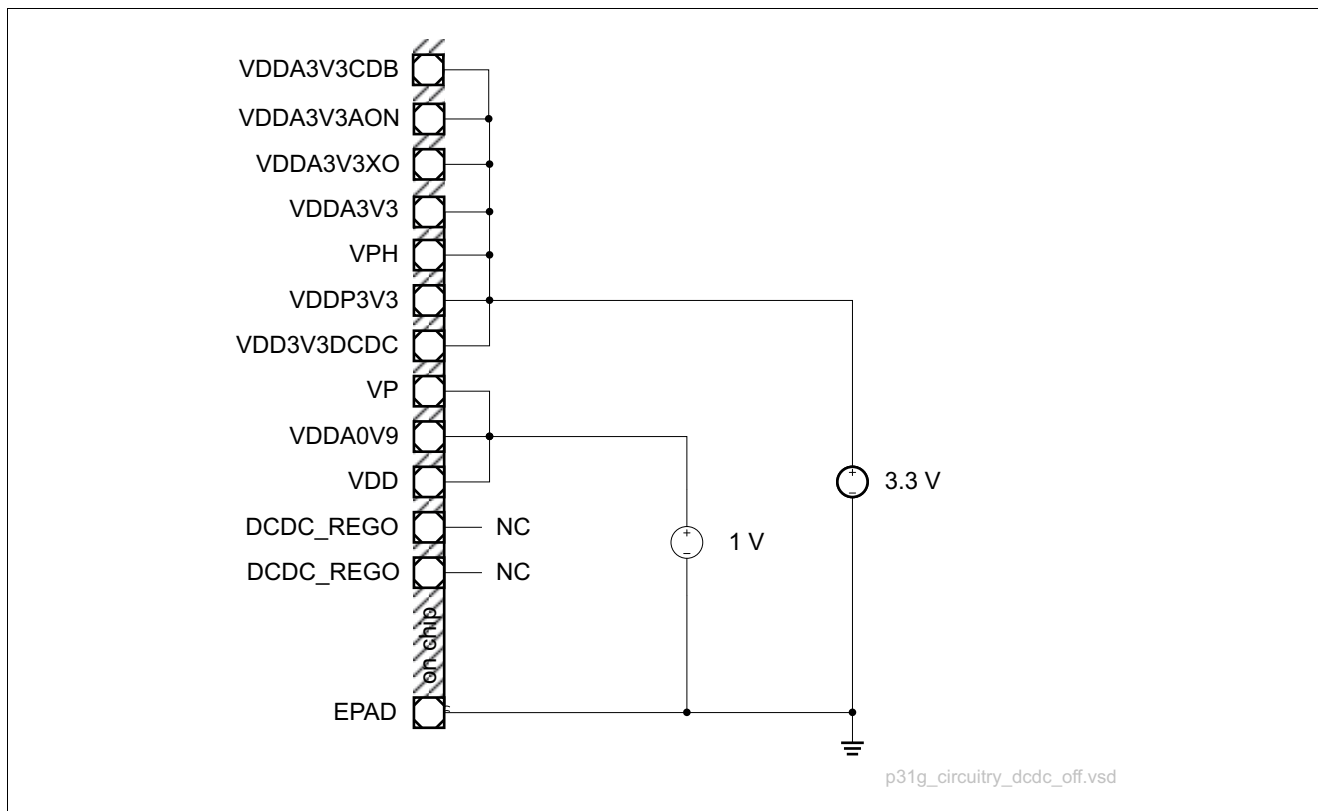 VDDA3V3CDB
VDDA3V3AON
VDDA3V3XO
VDDA3V3
VPH
VDDP3V3
VDD3V3DCDC
VP
VDDA0V9
VDD
+
− 3.3 V
DCDC_REGO NC
+
− 1 V
DCDC_REGO NC
on chip
EPAD
p31g_circuitry_dcdc_off.vsd